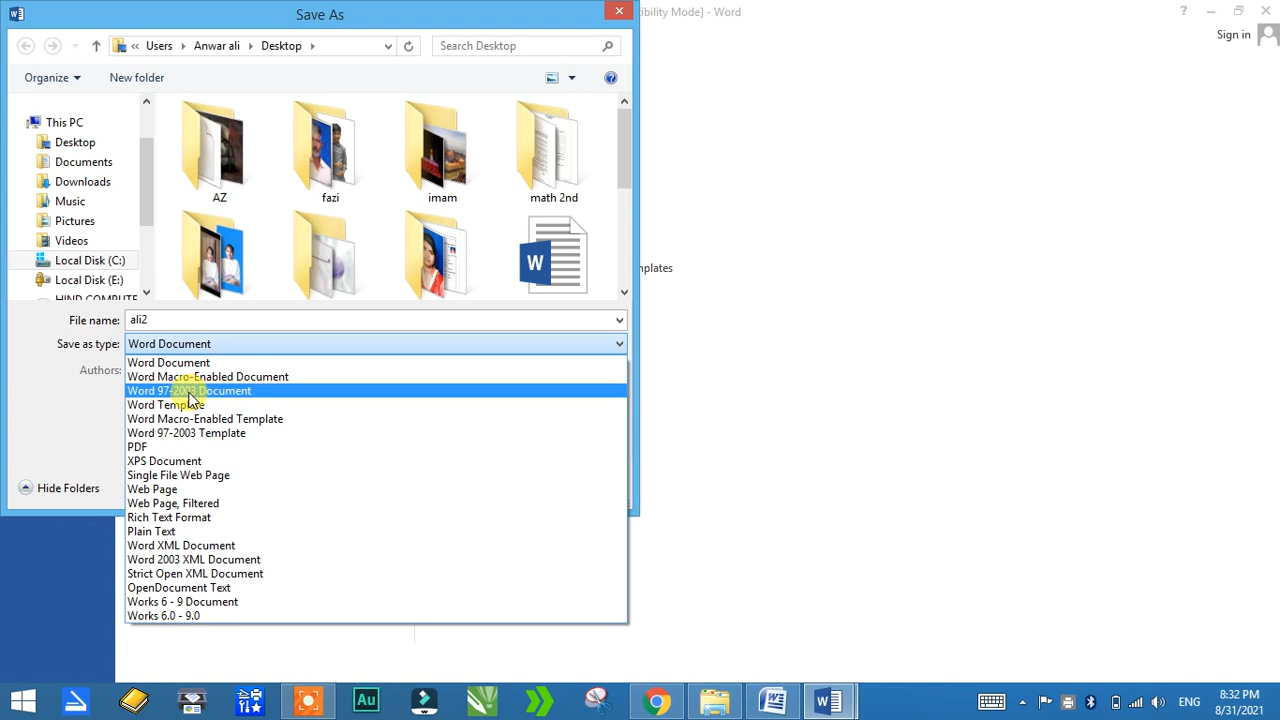 Save As
ibility Mode] - Word
Sign in
Users
Anwar ali
Desktop
Search Desktop
Organize
New folder
This PC
Desktop
Documents
Downloads
Music
Pictures
Videos
Local Disk (C:)
Local Disk (E:)
HIND COMPUTE
AZ
fazi
imam
math 2nd
W
mplates
File name:
ali2
Save as type:
Word Document
Authors:
Word Document
Word Macro-Enabled Document
Word 97-2003 Document
Word Template
Word Macro-Enabled Template
Word 97-2003 Template
PDF
XPS Document
Single File Web Page
Web Page
Web Page, Filtered
Rich Text Format
Plain Text
Word XML Document
Word 2003 XML Document
Strict Open XML Document
OpenDocument Text
Works 6 - 9 Document
Works 6.0 - 9.0
Hide Folders
Au
ENG
8:32 PM
8/31/2021